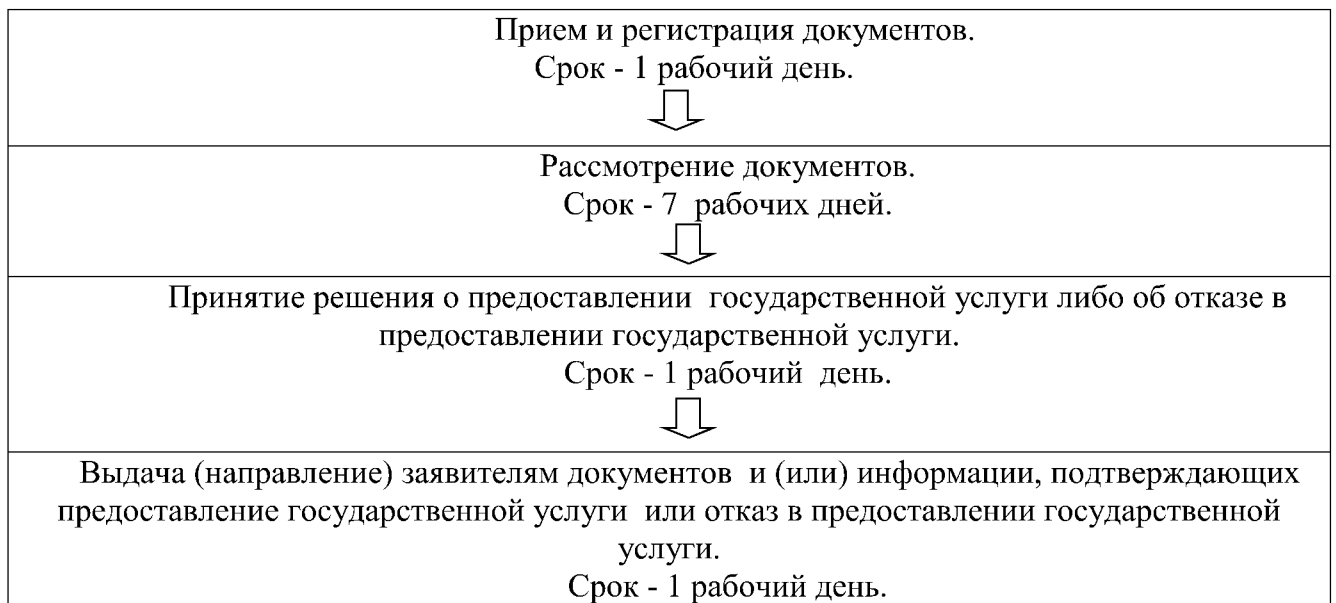 Прием и регистрация документов.
Срок - 1 рабочий день.
Рассмотрение документов.
Срок - 7 рабочих дней.
Принятие решения о предоставлении государственной услуги либо об отказе в
предоставлении государственной услуги.
Срок - 1 рабочий день.
Выдача (направление) заявителям документов и (или) информации, подтверждающих
предоставление государственной услуги или отказ в предоставлении государственной
услуги.
Срок - 1 рабочий день.